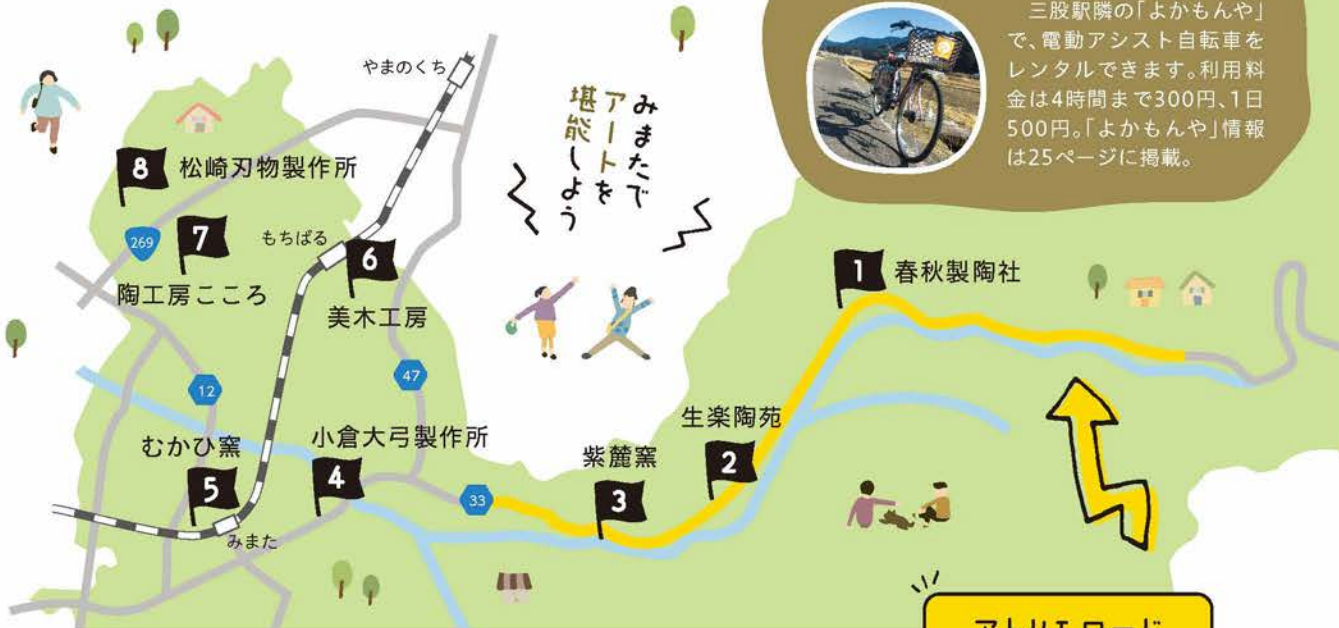 三股駅隣の「よかもんや」
で、電動アシスト自転車を
レンタルできます。利用料
金は4時間まで300円、1日
500円。「よかもんや」情報
は25ページに掲載。
みまたで
アートを
堪能しよう
やまのくち
8 松崎刃物製作所
269
7
陶工房こころ
もちばる
6
美木工房
1 春秋製陶社
12
47
むかひ窯
5
小倉大弓製作所
4
33
紫麓窯
3
生楽陶苑
2
みまた
アトリエロード